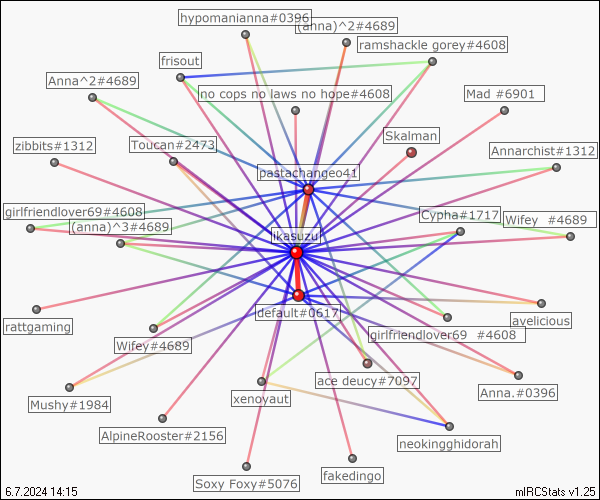 hypomanianna#0396
(anna)^2#4689
ramshackle gorey#4608
frisout
Anna^2#4689
no cops no laws no hope#4608
Mad #6901
Skalman
zibbits#1312
Toucan#2473
Annarchist#1312
pastachangeo41
girlfriendlover69#4608
Cypha#1717
Wifey #4689
(anna)^3#4689
ikasuzu
default#0617
avelicious
rattgaming
girlfriendlover69 #4608
Wifey#4689
ace deucy#7097
Anna.#0396
xenoyaut
Mushy#1984
AlpineRooster#2156
neokingghidorah
Soxy Foxy#5076
fakedingo
6.7.2024 14:15
mIRCStats v1.25